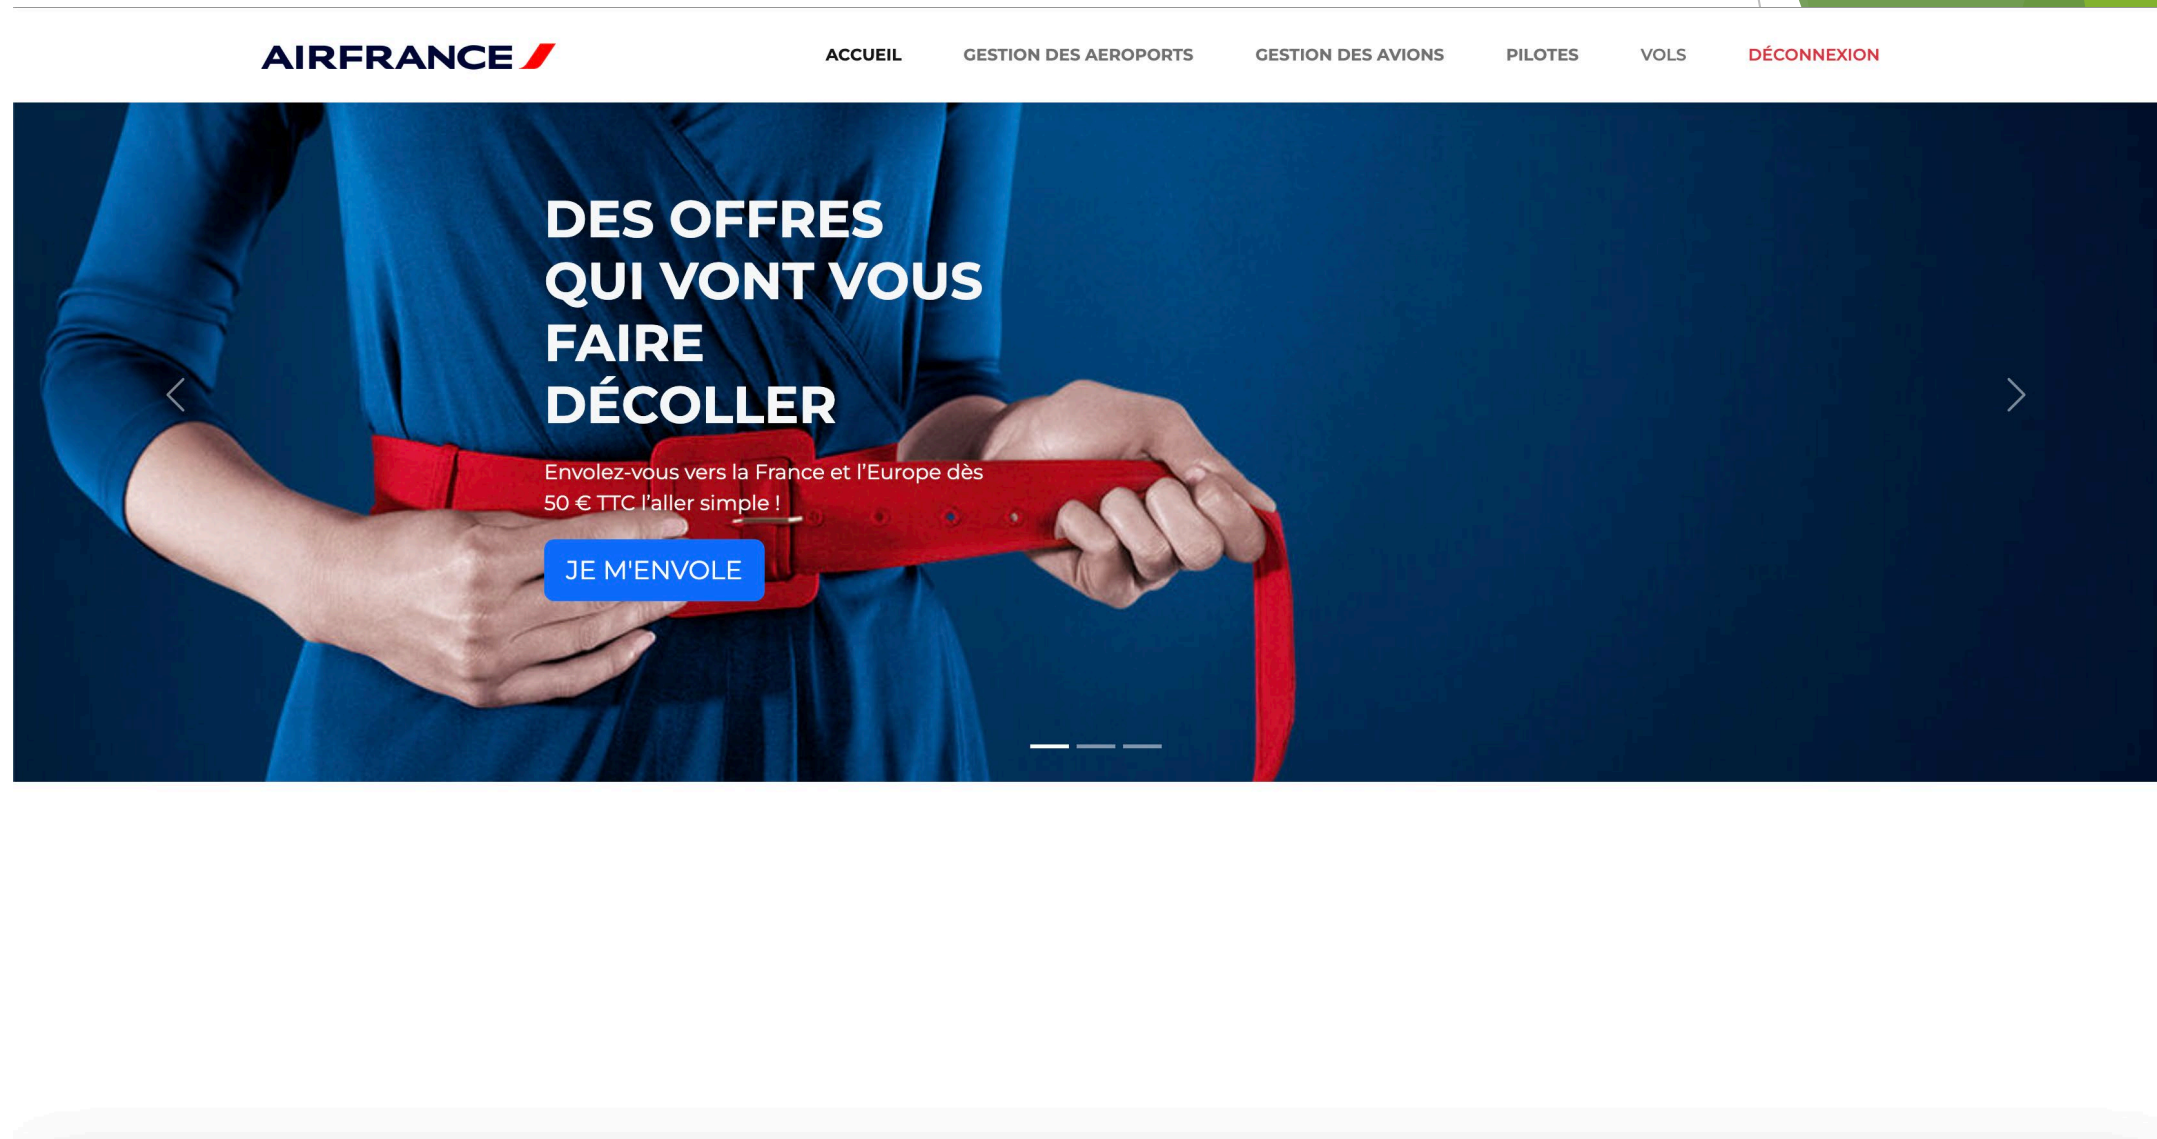 AIRFRANCE
ACCUEIL GESTION DES AEROPORTS GESTION DES AVIONS PILOTES VOLS DÉCONNEXION
DES OFFRES
QUI VONT VOUS
FAIRE
DÉCOLLER
Envolez-vous vers la France et l’Europe dès
50 € TTC l’aller simple !
JE M'ENVOLE